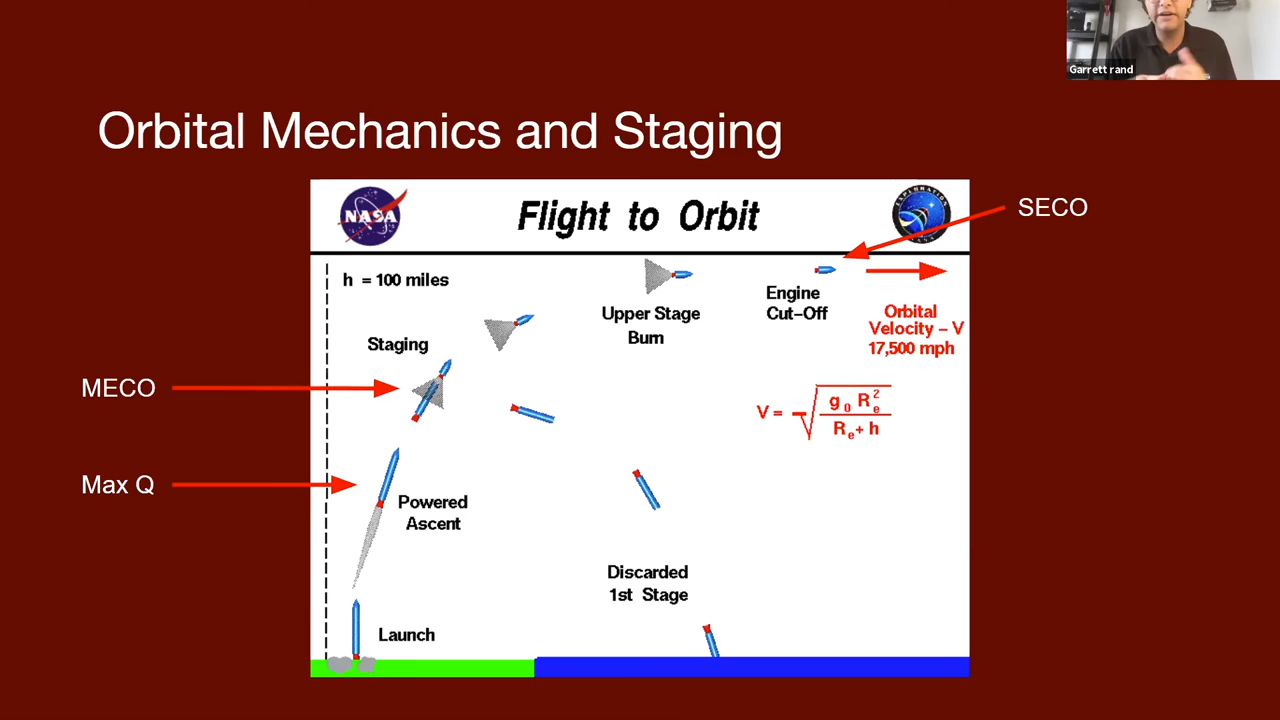 Garrett rand
Orbital Mechanics and Staging
NASA
Flight to Orbit
SECO
h = 100 miles
Upper Stage
Burn
Engine
Cut-Off
Orbital
Velocity - V
17,500 mph
Staging
MECO
V = √(g₀ Rₑ² / (Rₑ + h))
Max Q
Powered
Ascent
Discarded
1st Stage
Launch